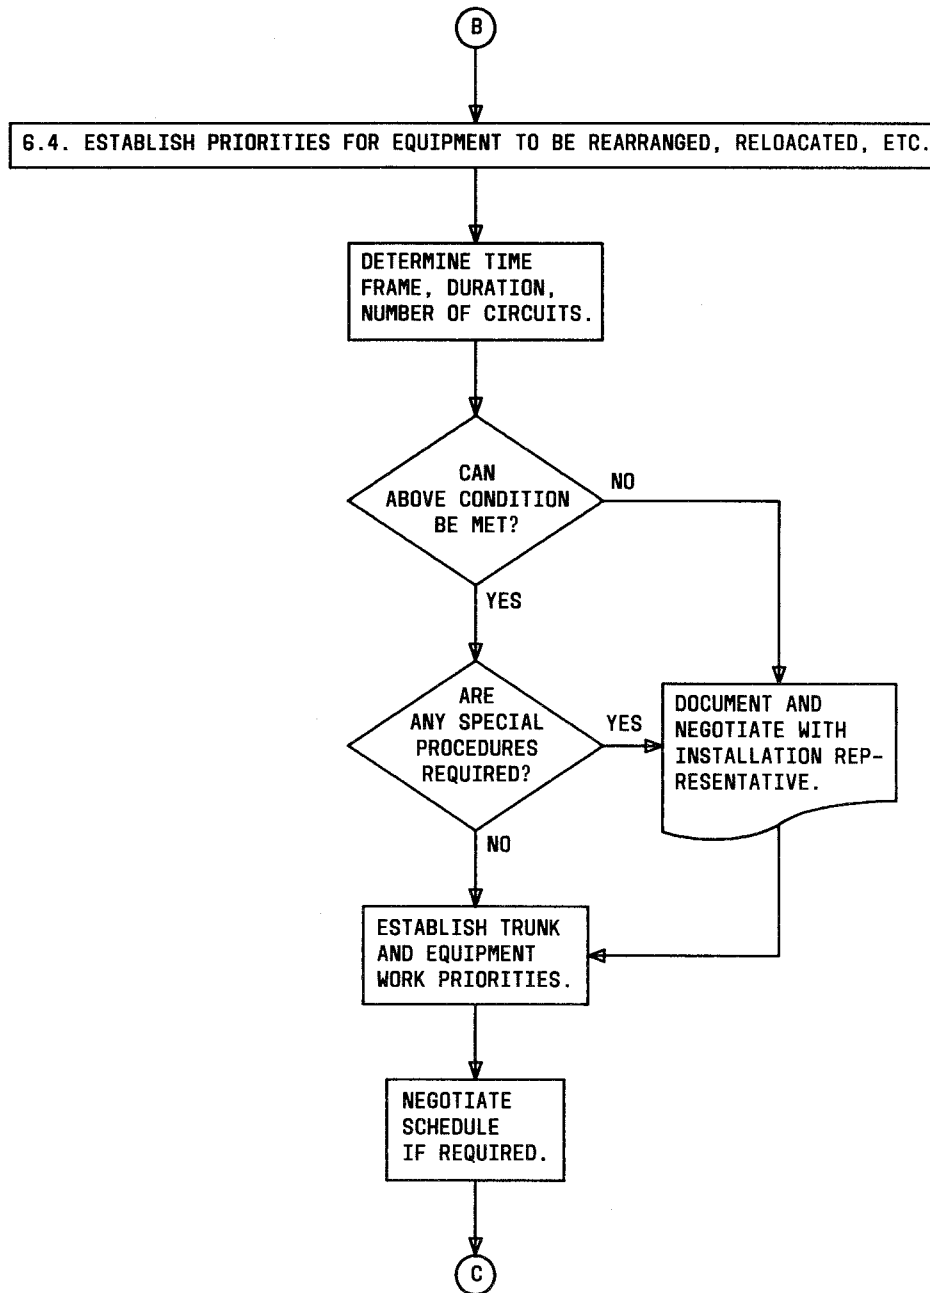 B
6.4. ESTABLISH PRIORITIES FOR EQUIPMENT TO BE REARRANGED, RELOACATED, ETC.
DETERMINE TIME
FRAME, DURATION,
NUMBER OF CIRCUITS.
CAN
ABOVE CONDITION
BE MET?
NO
YES
ARE
ANY SPECIAL
PROCEDURES
REQUIRED?
YES
DOCUMENT AND
NEGOTIATE WITH
INSTALLATION REP-
RESENTATIVE.
NO
ESTABLISH TRUNK
AND EQUIPMENT
WORK PRIORITIES.
NEGOTIATE
SCHEDULE
IF REQUIRED.
C